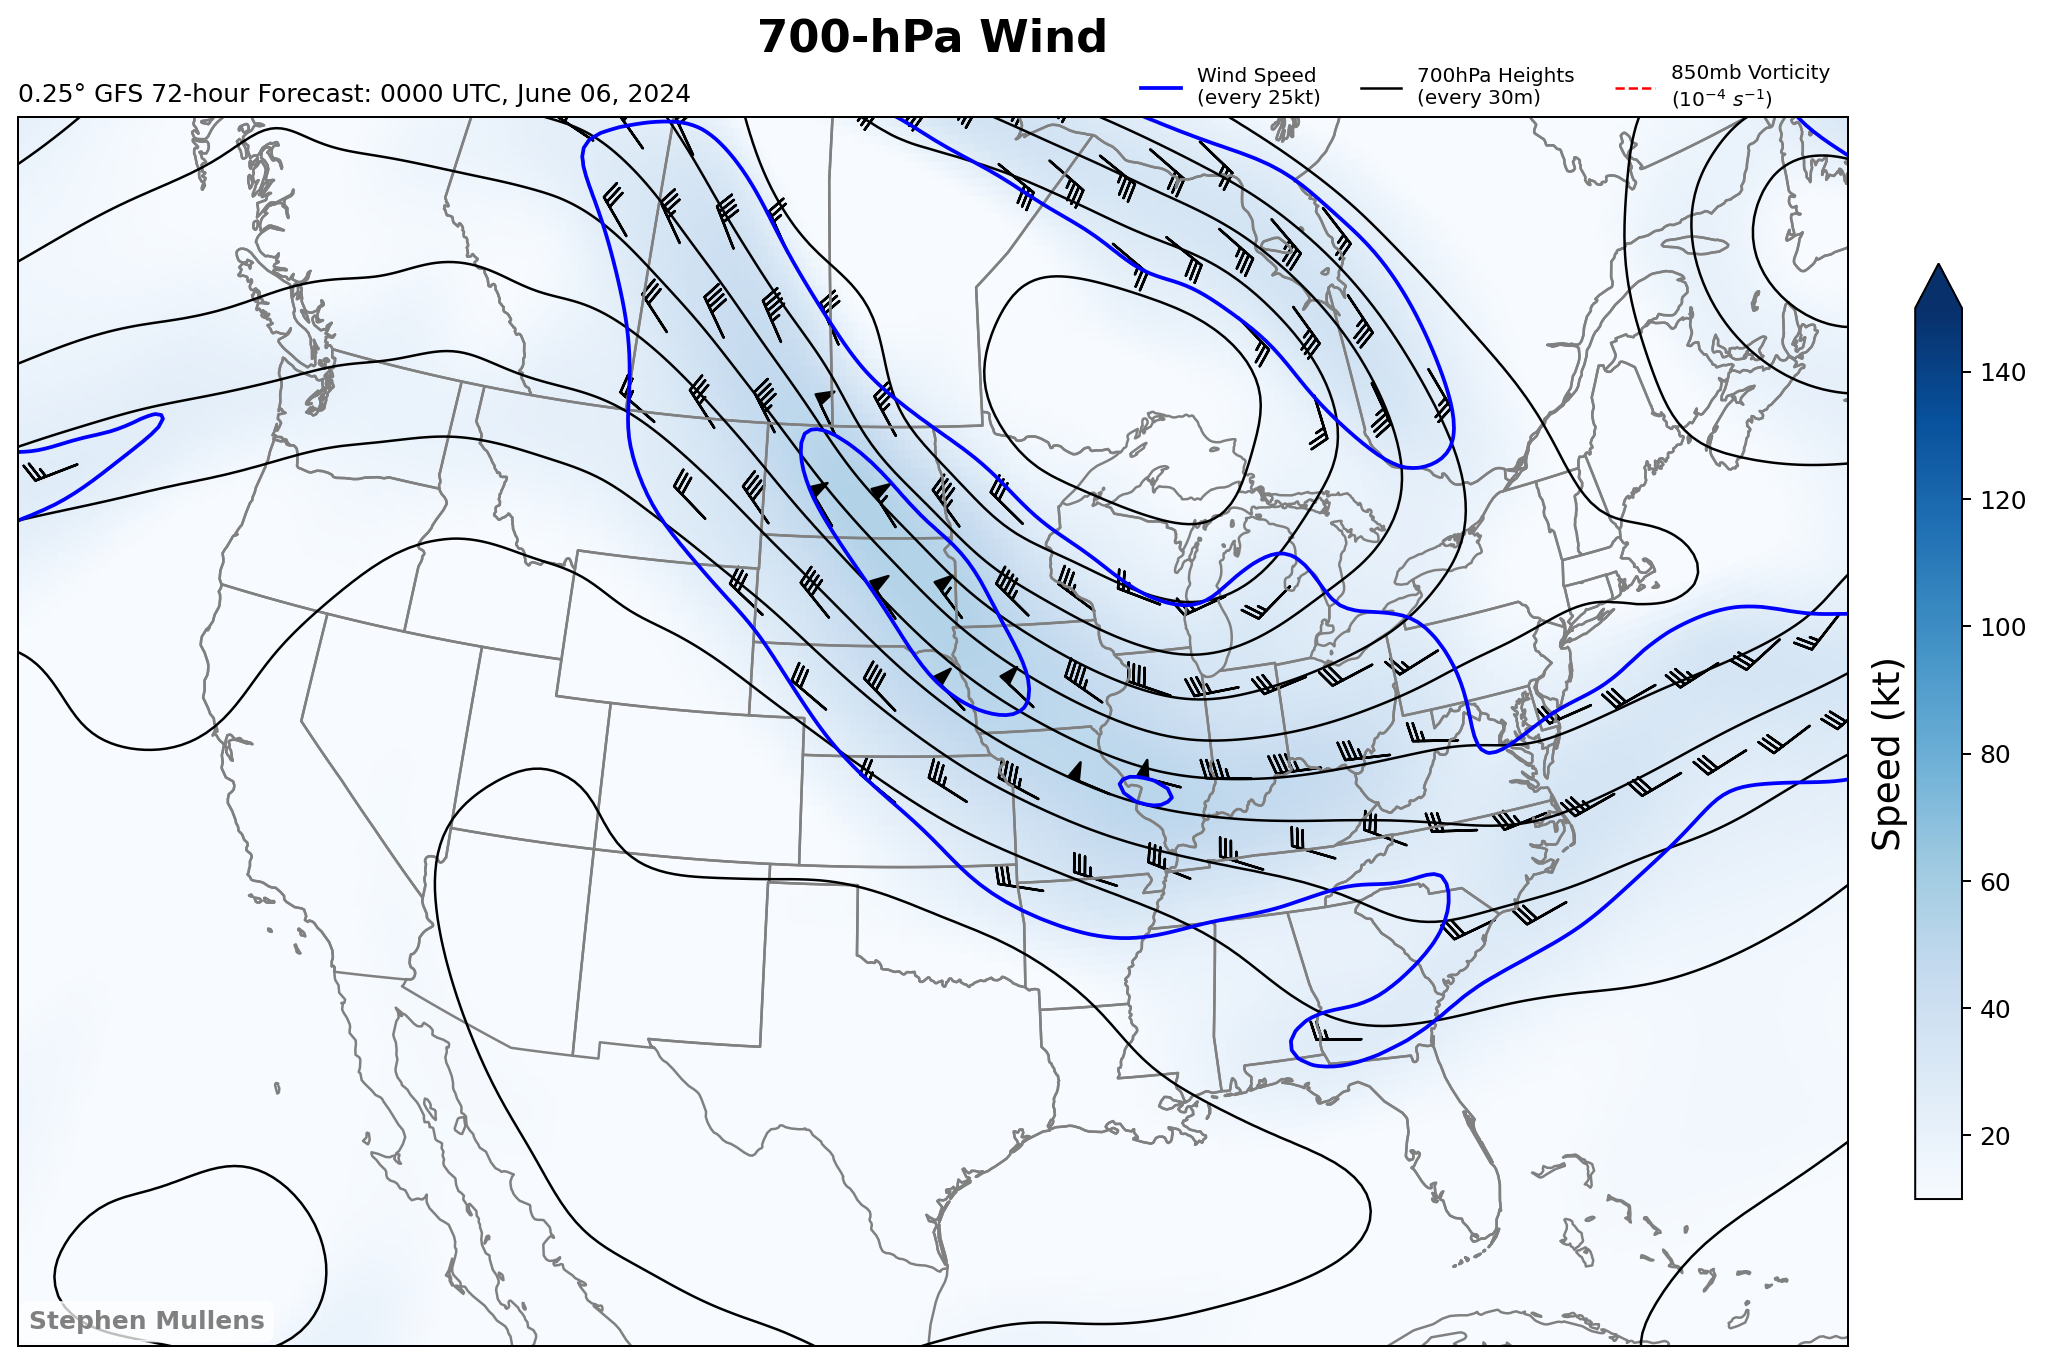 700-hPa Wind
0.25° GFS 72-hour Forecast: 0000 UTC, June 06, 2024
Wind Speed
(every 25kt)
700hPa Heights
(every 30m)
850mb Vorticity
(10⁻⁴ s⁻¹)
140
120
100
80
60
40
20
Speed (kt)
Stephen Mullens